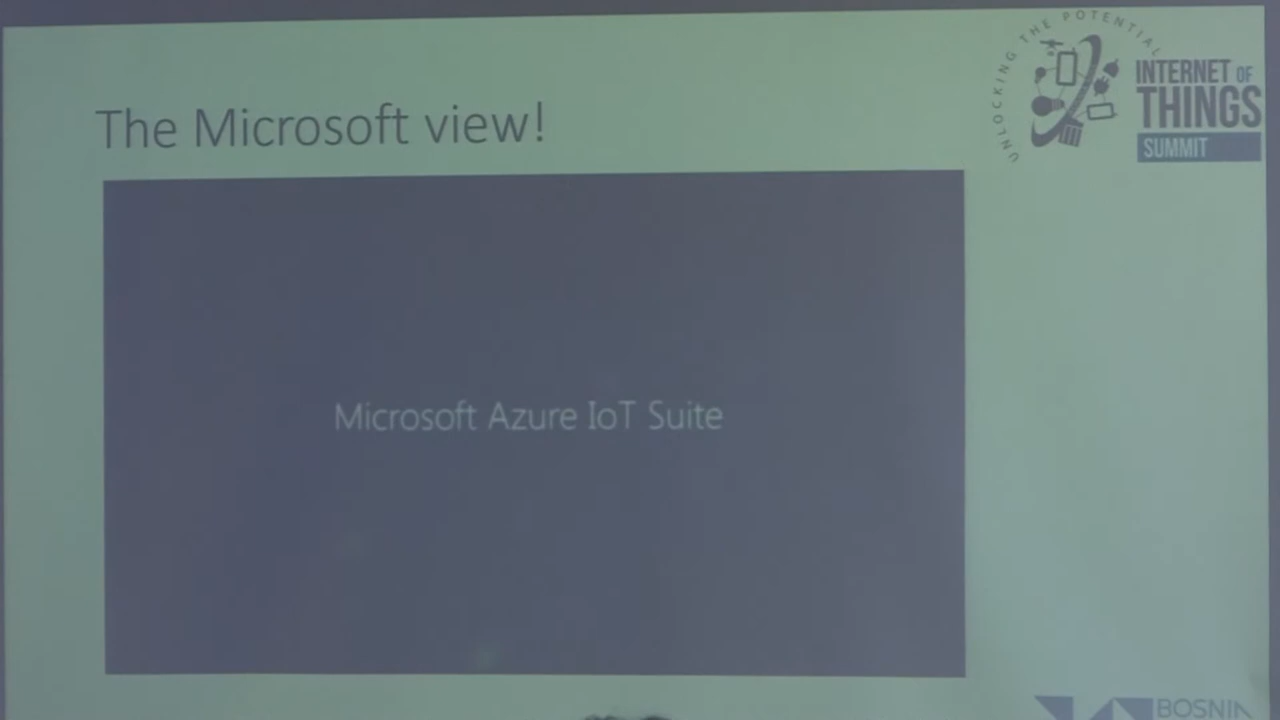 The Microsoft view!
UNLOCKING THE POTENTIAL
INTERNET OF
THINGS
SUMMIT
Microsoft Azure IoT Suite
BOSNIA